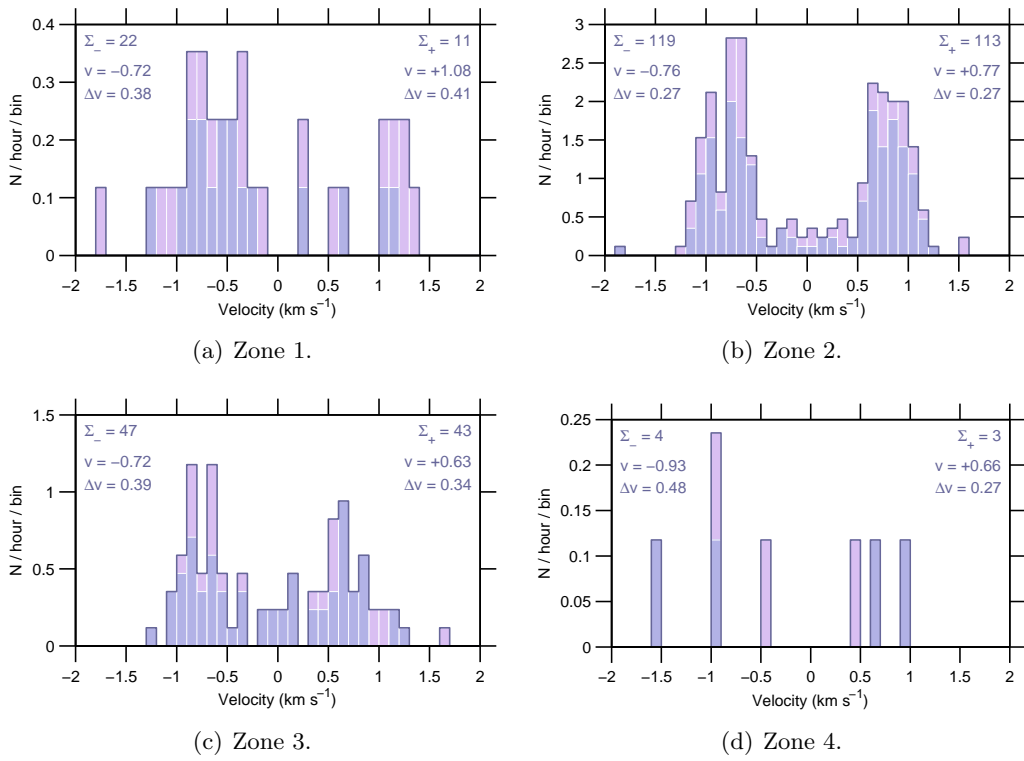 0.4
0.3
0.2
0.1
0
N / hour / bin
Σ− = 22
v = −0.72
Δv = 0.38
Σ+ = 11
v = +1.08
Δv = 0.41
−2 −1.5 −1 −0.5 0 0.5 1 1.5 2
Velocity (km s−1)
(a) Zone 1.
3
2.5
2
1.5
1
0.5
0
N / hour / bin
Σ− = 119
v = −0.76
Δv = 0.27
Σ+ = 113
v = +0.77
Δv = 0.27
−2 −1.5 −1 −0.5 0 0.5 1 1.5 2
Velocity (km s−1)
(b) Zone 2.
1.5
1
0.5
0
N / hour / bin
Σ− = 47
v = −0.72
Δv = 0.39
Σ+ = 43
v = +0.63
Δv = 0.34
−2 −1.5 −1 −0.5 0 0.5 1 1.5 2
Velocity (km s−1)
(c) Zone 3.
0.25
0.2
0.15
0.1
0.05
0
N / hour / bin
Σ− = 4
v = −0.93
Δv = 0.48
Σ+ = 3
v = +0.66
Δv = 0.27
−2 −1.5 −1 −0.5 0 0.5 1 1.5 2
Velocity (km s−1)
(d) Zone 4.